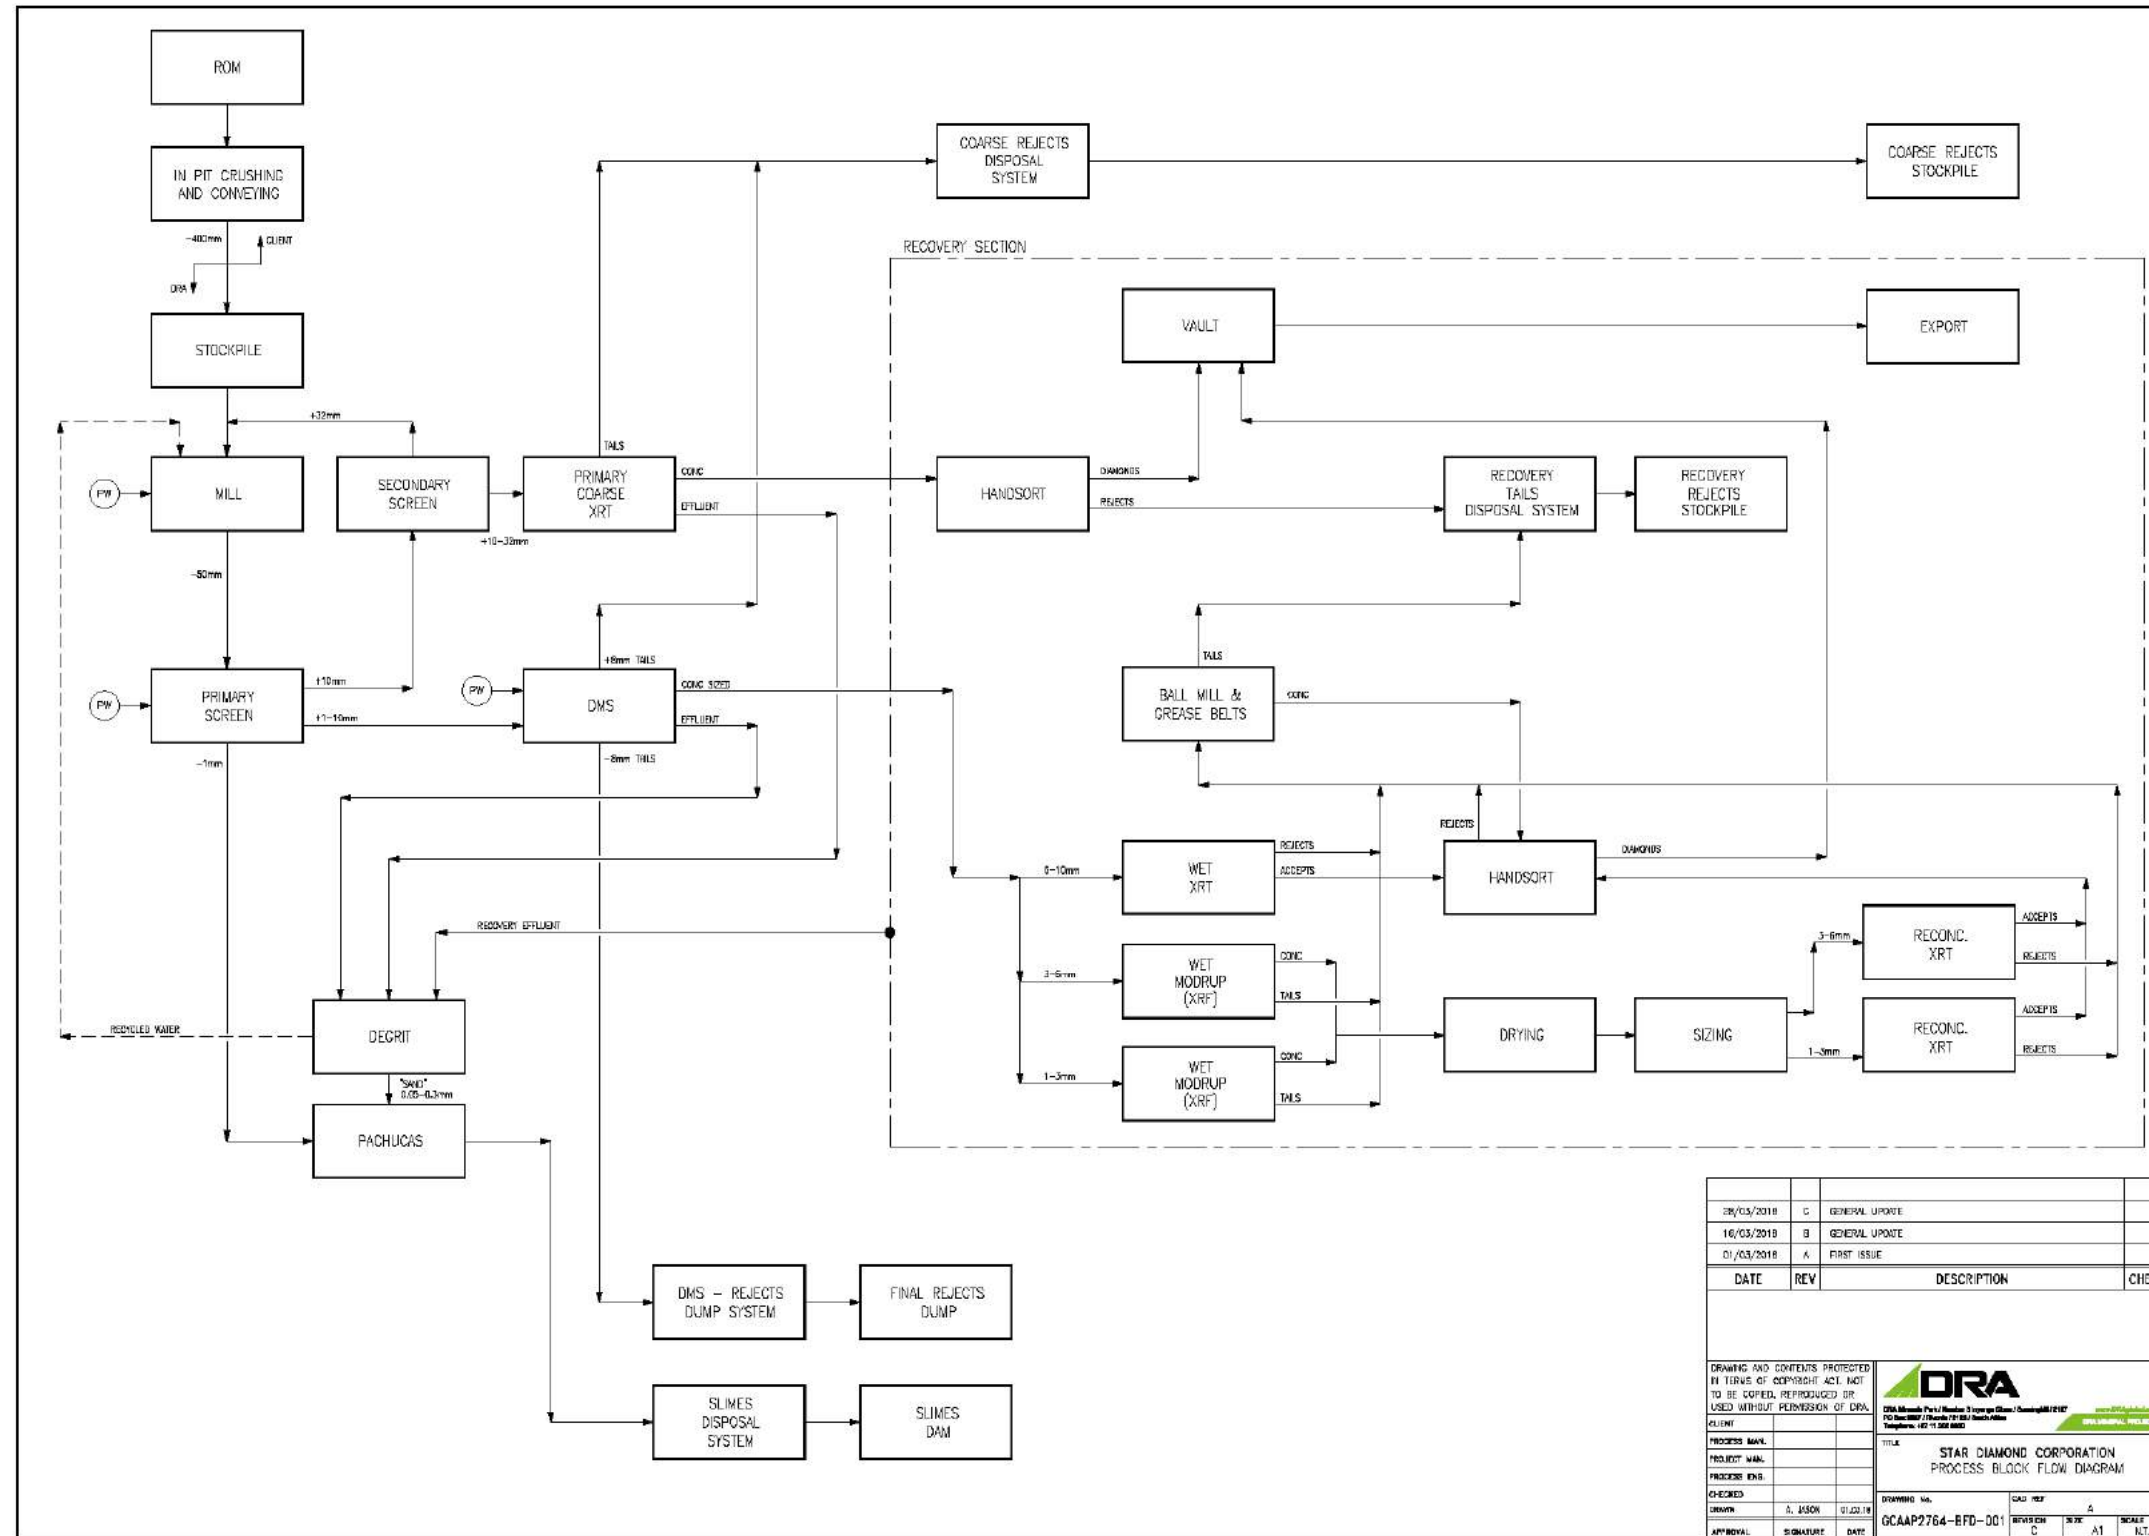 ROM
IN PIT CRUSHING
AND CONVEYING
-400mm
CLIENT
DRA
STOCKPILE
+32mm
PW
MILL
SECONDARY
SCREEN
+10-32mm
TAILS
PRIMARY
COARSE
XRT
CONC
EFFLUENT
COARSE REJECTS
DISPOSAL
SYSTEM
COARSE REJECTS
STOCKPILE
RECOVERY SECTION
VAULT
EXPORT
HANDSORT
DIAMONDS
REJECTS
RECOVERY
TAILS
DISPOSAL SYSTEM
RECOVERY
REJECTS
STOCKPILE
-50mm
PW
PRIMARY
SCREEN
+10mm
+1-10mm
-1mm
PW
+8mm TAILS
DMS
CONC SIZED
EFFLUENT
-8mm TAILS
TAILS
BALL MILL &
GREASE BELTS
CONC
REJECTS
6-10mm
WET
XRT
REJECTS
ACCEPTS
HANDSORT
DIAMONDS
RECOVERY EFFLUENT
3-6mm
WET
MODRUP
(XRF)
CONC
TAILS
3-6mm
RECONC.
XRT
ACCEPTS
REJECTS
RECYCLED WATER
DEGRIT
"SAND"
0.05-0.3mm
1-3mm
WET
MODRUP
(XRF)
CONC
TAILS
DRYING
SIZING
1-3mm
RECONC.
XRT
ACCEPTS
REJECTS
PACHUCAS
DMS - REJECTS
DUMP SYSTEM
FINAL REJECTS
DUMP
SLIMES
DISPOSAL
SYSTEM
SLIMES
DAM
28/03/2018 C GENERAL UPDATE
16/03/2018 B GENERAL UPDATE
01/03/2018 A FIRST ISSUE
DATE REV DESCRIPTION
DRAWING AND CONTENTS PROTECTED
IN TERMS OF COPYRIGHT ACT. NOT
TO BE COPIED, REPRODUCED OR
USED WITHOUT PERMISSION OF DRA.
DRA
CLIENT
PROCESS MAN.
PROJECT MAN.
PROCESS ENG.
CHECKED
DRAWN A. JASON 01.03.18
APPROVAL SIGNATURE DATE
TITLE
STAR DIAMOND CORPORATION
PROCESS BLOCK FLOW DIAGRAM
DRAWING No.
GCAAP2764-BFD-001
CAD REF
A
REVISION
C
SIZE
A1
SCALE